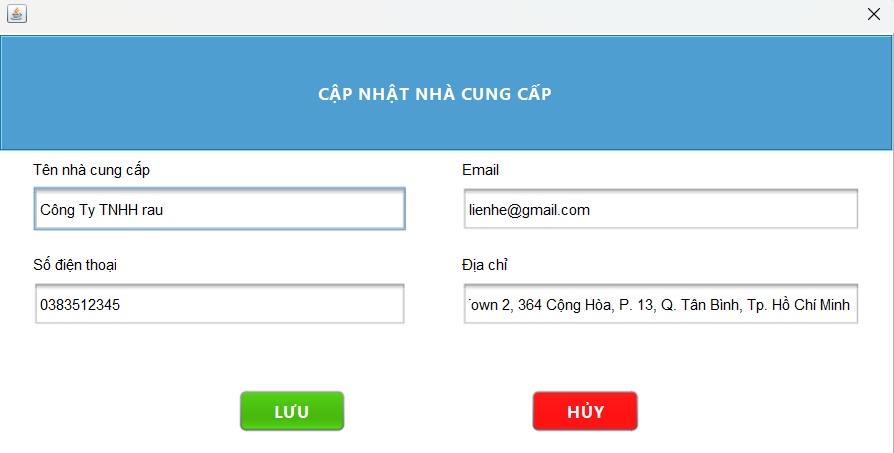 CẬP NHẬT NHÀ CUNG CẤP
Tên nhà cung cấp
Email
Công Ty TNHH rau
lienhe@gmail.com
Số điện thoại
Địa chỉ
0383512345
2, 364 Cộng Hòa, P. 13, Q. Tân Bình, Tp. Hồ Chí Minh
LƯU
HỦY